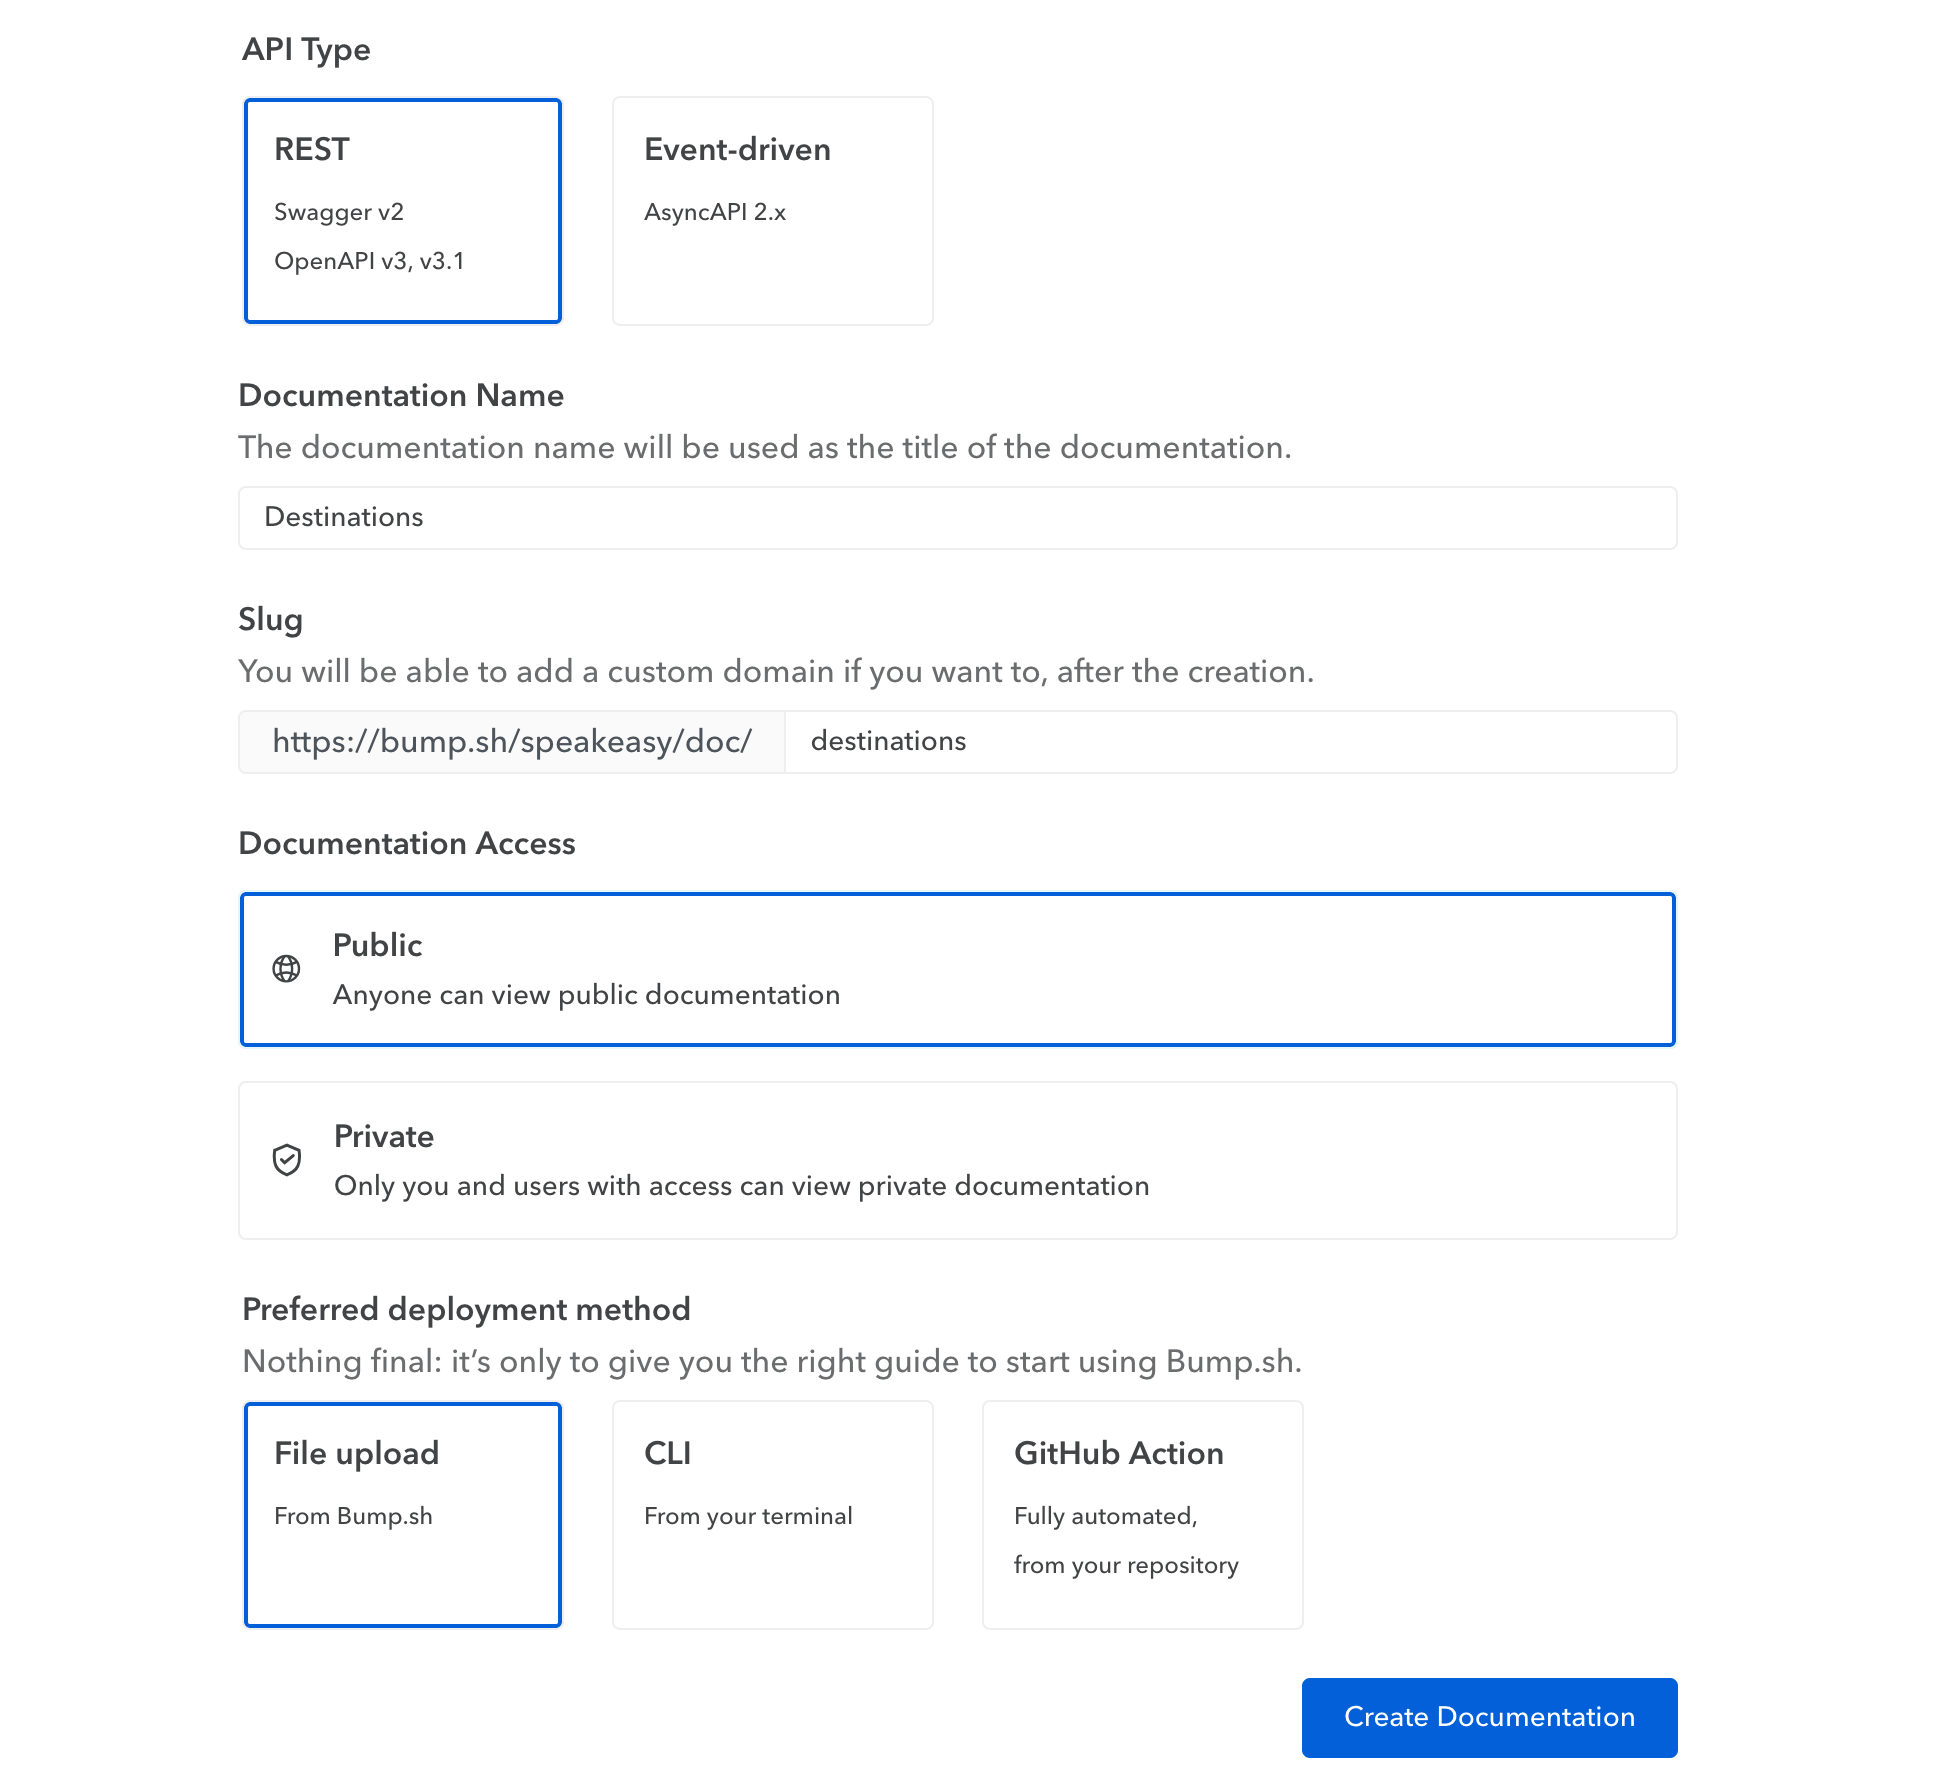 API Type
REST
Swagger v2
OpenAPI v3, v3.1
Event-driven
AsyncAPI 2.x
Documentation Name
The documentation name will be used as the title of the documentation.
Destinations
Slug
You will be able to add a custom domain if you want to, after the creation.
https://bump.sh/speakeasy/doc/ destinations
Documentation Access
Public
Anyone can view public documentation
Private
Only you and users with access can view private documentation
Preferred deployment method
Nothing final: it’s only to give you the right guide to start using Bump.sh.
File upload
From Bump.sh
CLI
From your terminal
GitHub Action
Fully automated,
from your repository
Create Documentation